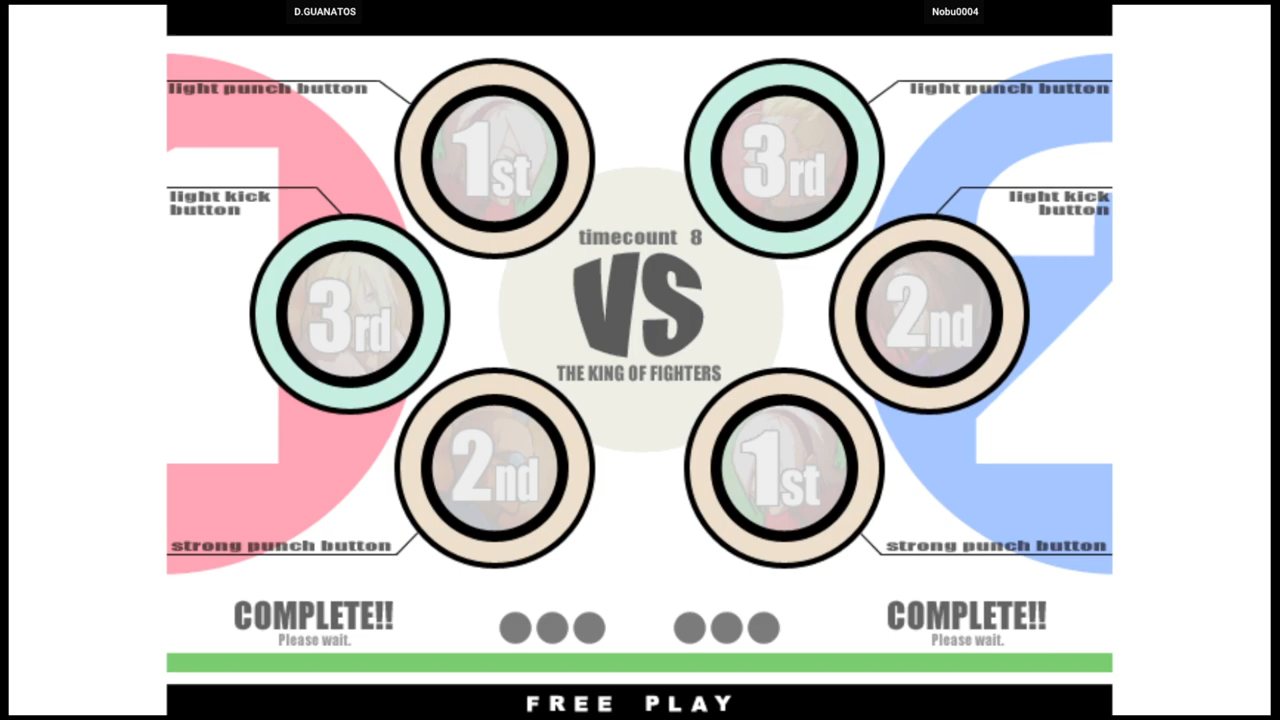 D.GUANATOS
Nobu0004
light punch button
light punch button
1st
3rd
light kick
button
light kick
button
timecount 8
VS
THE KING OF FIGHTERS
3rd
2nd
2nd
1st
strong punch button
strong punch button
COMPLETE!!
Please wait.
COMPLETE!!
Please wait.
FREE PLAY